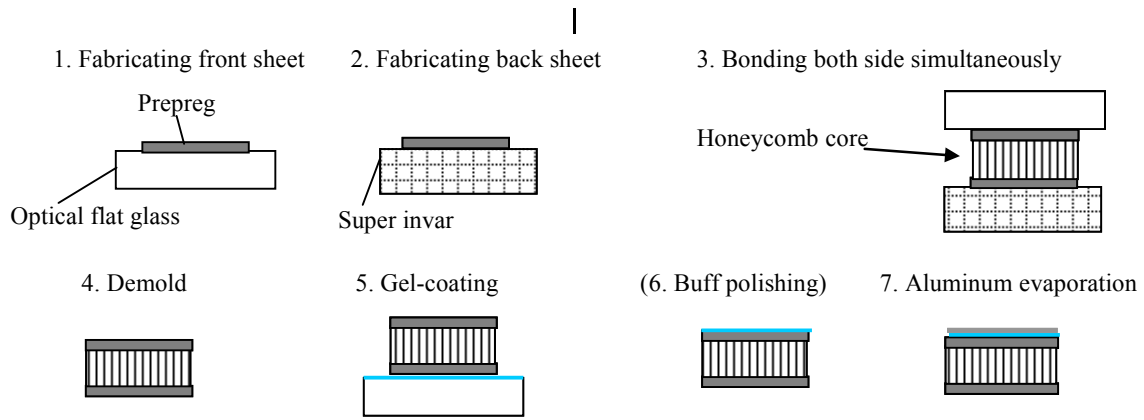 1. Fabricating front sheet
2. Fabricating back sheet
3. Bonding both side simultaneously
Prepreg
Honeycomb core
Optical flat glass
Super invar
4. Demold
5. Gel-coating
(6. Buff polishing)
7. Aluminum evaporation